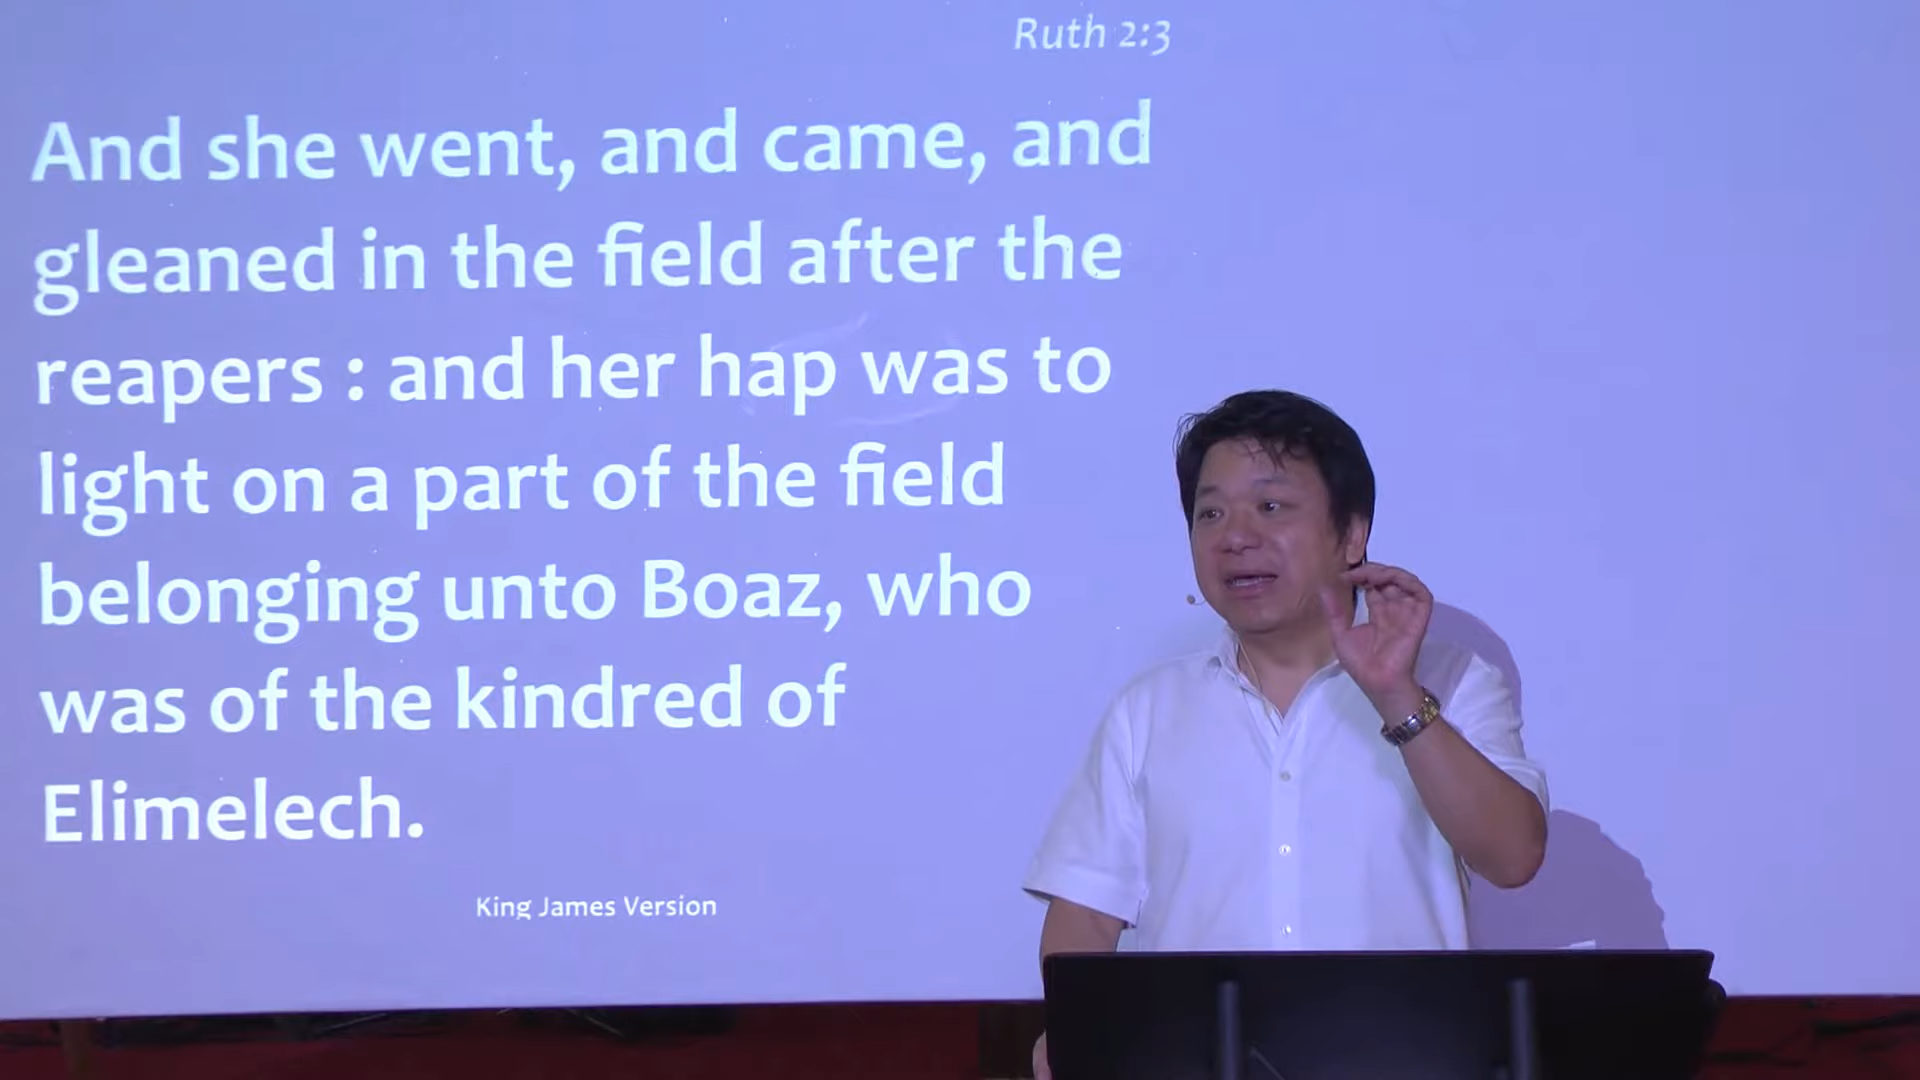 Ruth 2:3
And she went, and came, and
gleaned in the field after the
reapers : and her hap was to
light on a part of the field
belonging unto Boaz, who
was of the kindred of
Elimelech.
King James Version